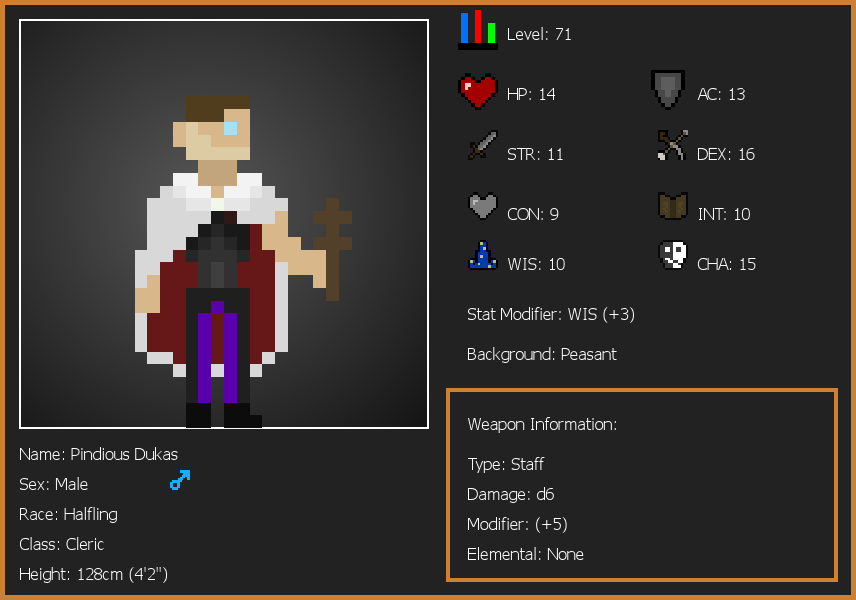 Level: 71
HP: 14
AC: 13
STR: 11
DEX: 16
CON: 9
INT: 10
WIS: 10
CHA: 15
Stat Modifier: WIS (+3)
Background: Peasant
Weapon Information:
Type: Staff
Damage: d6
Modifier: (+5)
Elemental: None
Name: Pindious Dukas
Sex: Male
Race: Halfling
Class: Cleric
Height: 128cm (4'2")